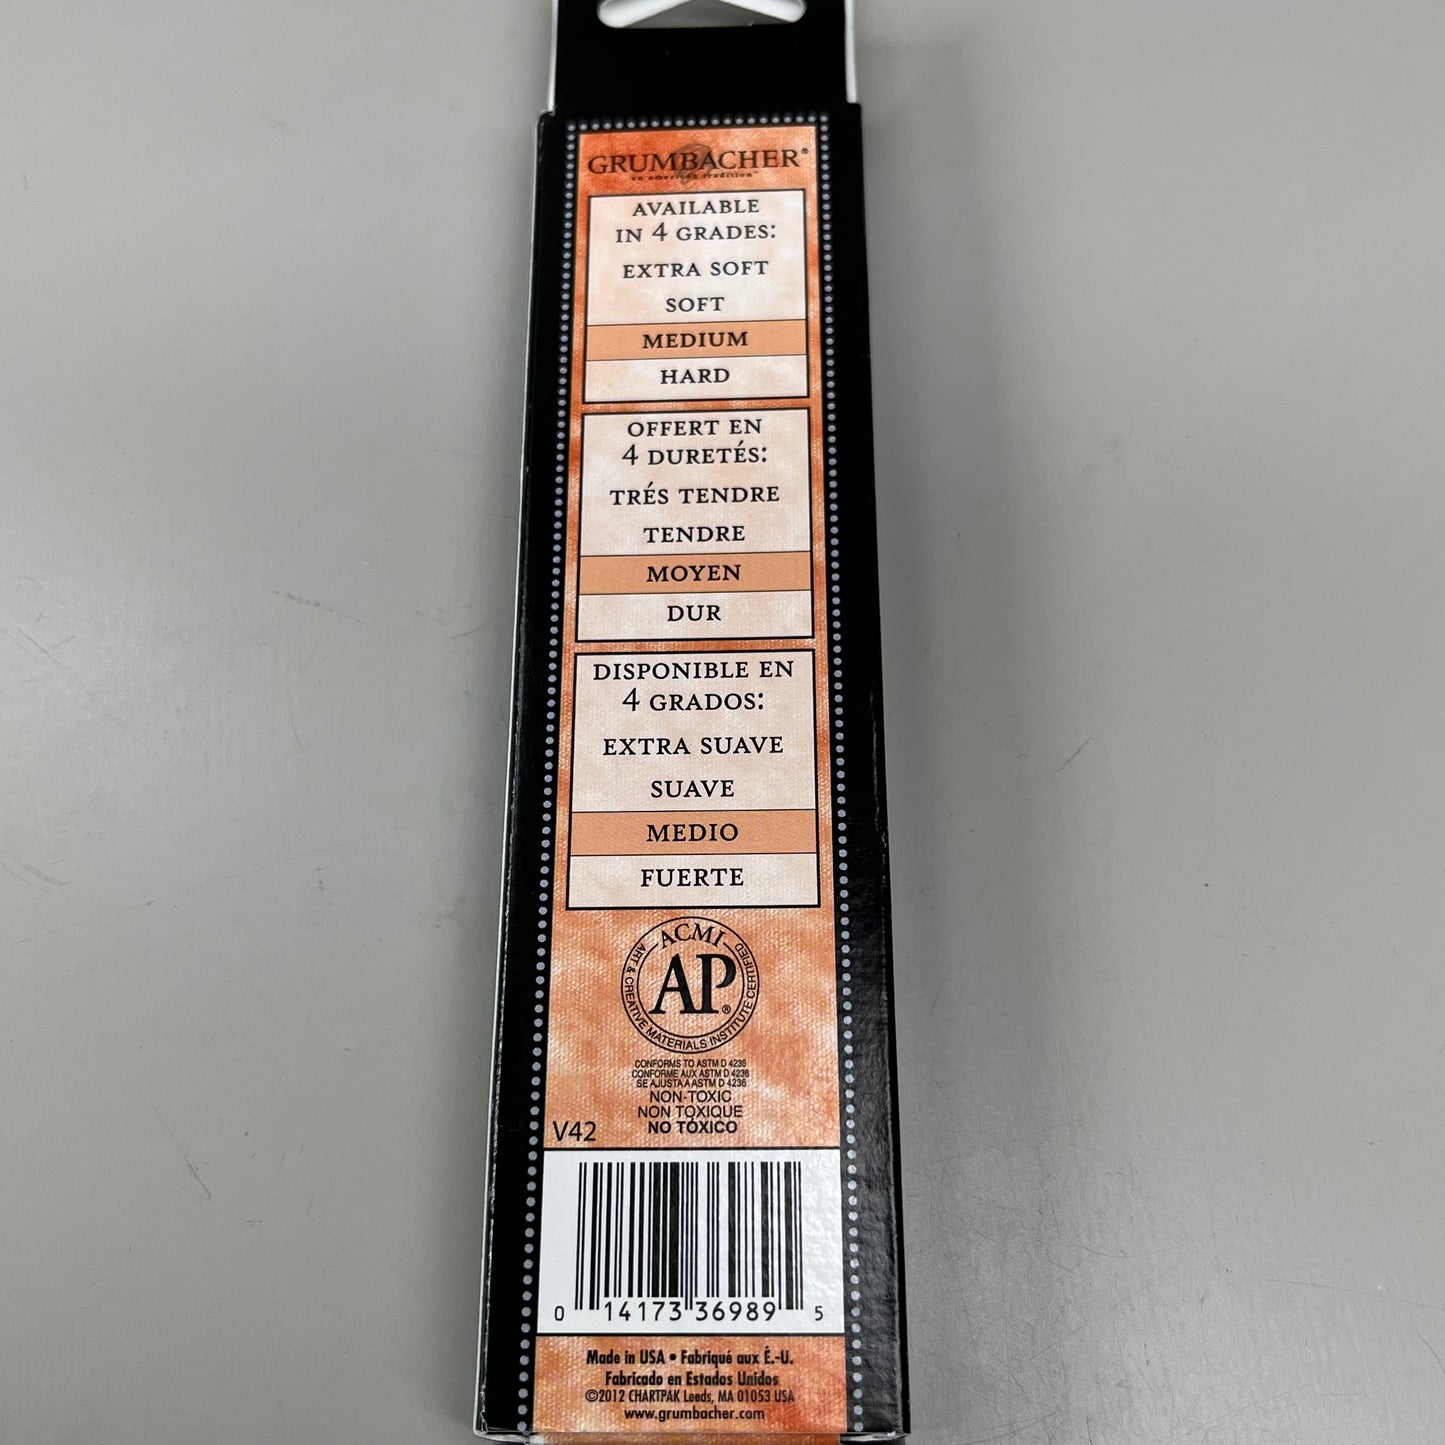 GRUMBACHER®
an american tradition™
AVAILABLE
IN 4 GRADES:
EXTRA SOFT
SOFT
MEDIUM
HARD
OFFERT EN
4 DURETÉS:
TRÉS TENDRE
TENDRE
MOYEN
DUR
DISPONIBLE EN
4 GRADOS:
EXTRA SUAVE
SUAVE
MEDIO
FUERTE
ACMI
ART & CREATIVE MATERIALS INSTITUTE CERTIFIED
AP®
CONFORMS TO ASTM D 4236
CONFORME AUX ASTM D 4236
SE AJUSTA A ASTM D 4236
NON-TOXIC
NON TOXIQUE
NO TÓXICO
V42
0 14173 36989 5
Made in USA • Fabriqué aux É.-U.
Fabricado en Estados Unidos
©2012 CHARTPAK Leeds, MA 01053 USA
www.grumbacher.com